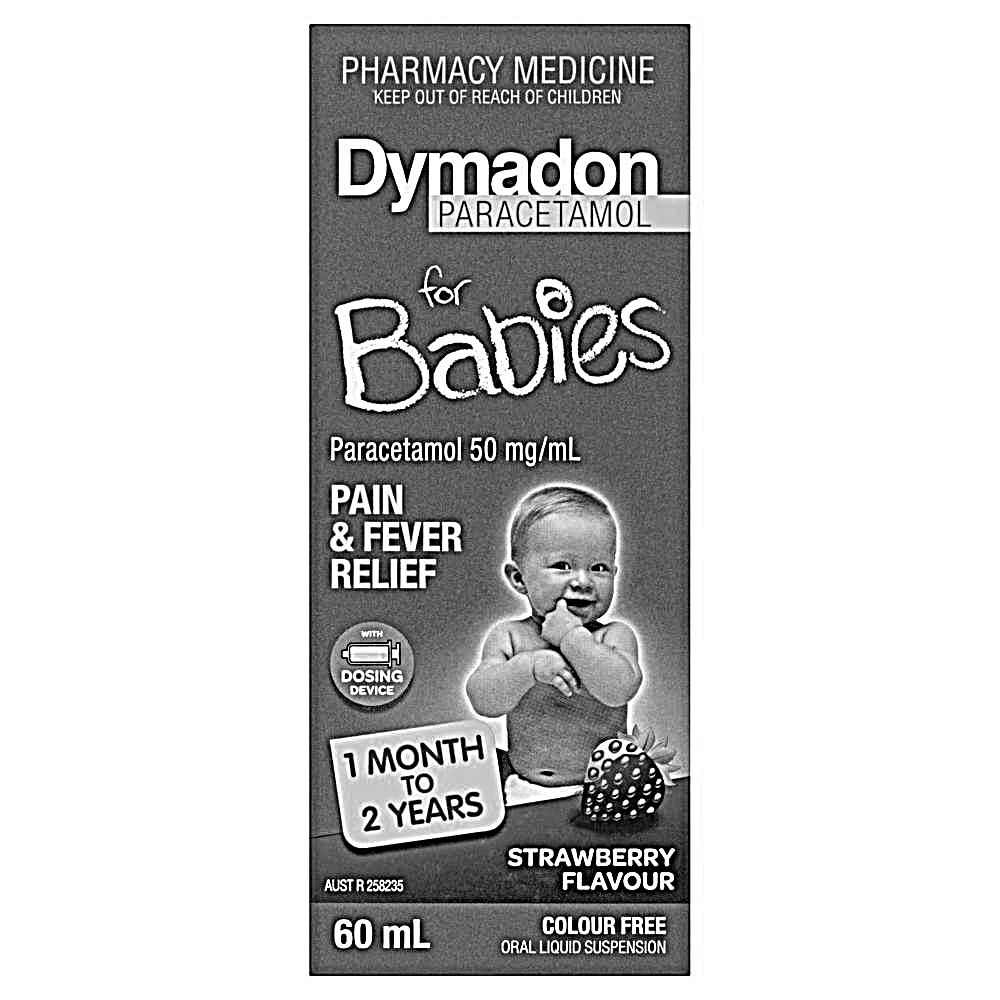 PHARMACY MEDICINE
KEEP OUT OF REACH OF CHILDREN
Dymadon
PARACETAMOL
for
Babies
Paracetamol 50 mg/mL
PAIN
& FEVER
RELIEF
WITH
DOSING
DEVICE
1 MONTH
TO
2 YEARS
STRAWBERRY
FLAVOUR
AUST R 258235
60 mL
COLOUR FREE
ORAL LIQUID SUSPENSION